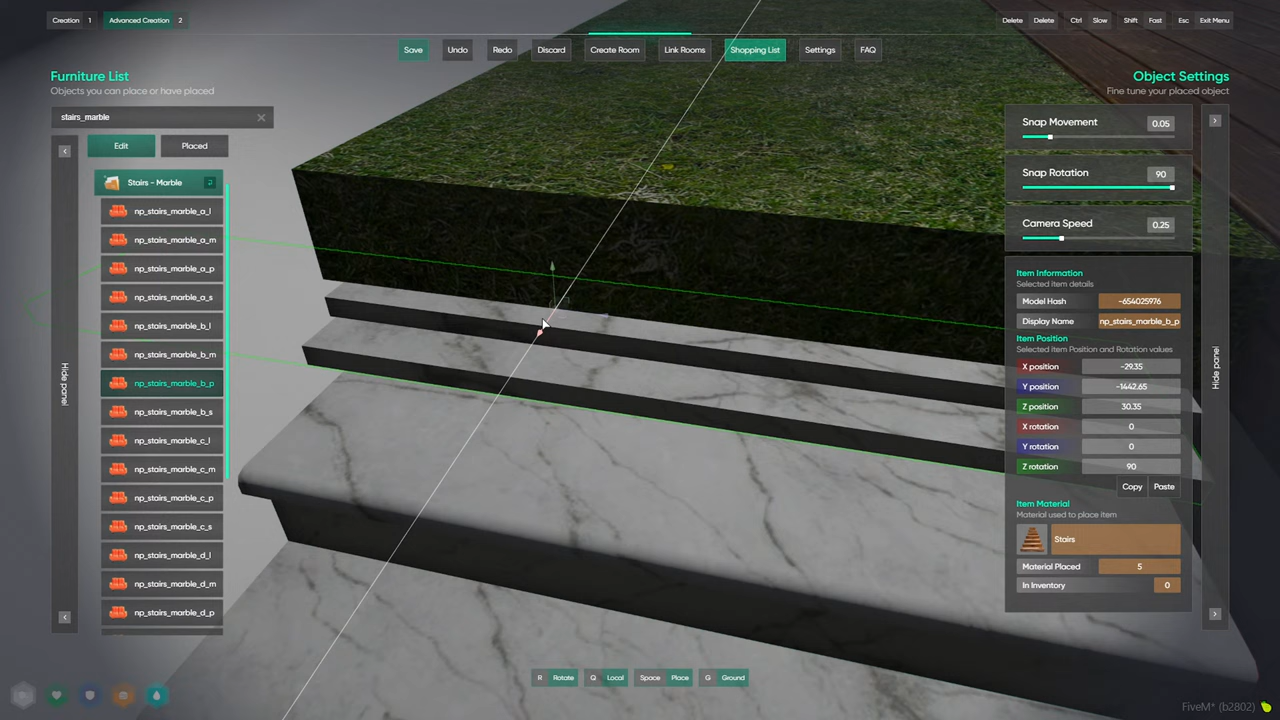 Creation 1 Advanced Creation 2
Delete Delete Ctrl Slow Shift Fast Esc Exit Menu
Save Undo Redo Discard Create Room Link Rooms Shopping List Settings FAQ
Furniture List
Objects you can place or have placed
stairs_marble
Edit Placed
Stairs - Marble
np_stairs_marble_a_l
np_stairs_marble_a_m
np_stairs_marble_a_p
np_stairs_marble_a_s
np_stairs_marble_b_l
np_stairs_marble_b_m
np_stairs_marble_b_p
np_stairs_marble_b_s
np_stairs_marble_c_l
np_stairs_marble_c_m
np_stairs_marble_c_p
np_stairs_marble_c_s
np_stairs_marble_d_l
np_stairs_marble_d_m
np_stairs_marble_d_p
Hide panel
Object Settings
Fine tune your placed object
Snap Movement 0.05
Snap Rotation 90
Camera Speed 0.25
Item Information
Selected item details
Model Hash -654025976
Display Name np_stairs_marble_b_p
Item Position
Selected item Position and Rotation values
X position -29.35
Y position -1442.65
Z position 30.35
X rotation 0
Y rotation 0
Z rotation 90
Copy Paste
Item Material
Material used to place item
Stairs
Material Placed 5
In Inventory 0
Hide panel
R Rotate Q Local Space Place G Ground
FiveM* (b2802)